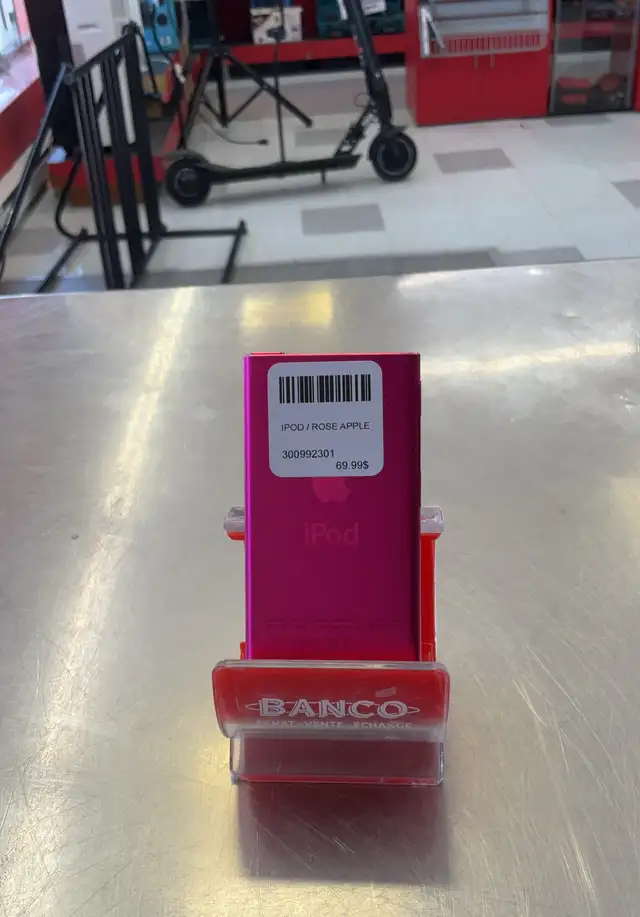 IPOD / ROSE APPLE
300992301
69.99$
iPod
BANCO
ACHAT - VENTE - ÉCHANGE